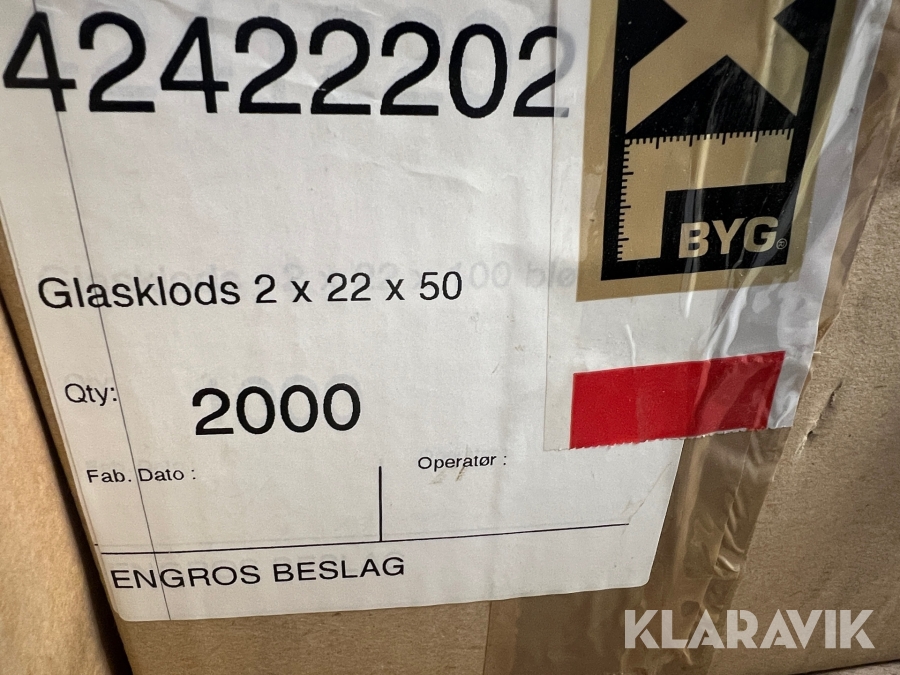 42422202
Glasklods 2 x 22 x 50
BYG®
Qty:
2000
Fab. Dato :
Operatør :
ENGROS BESLAG
KLARAVIK